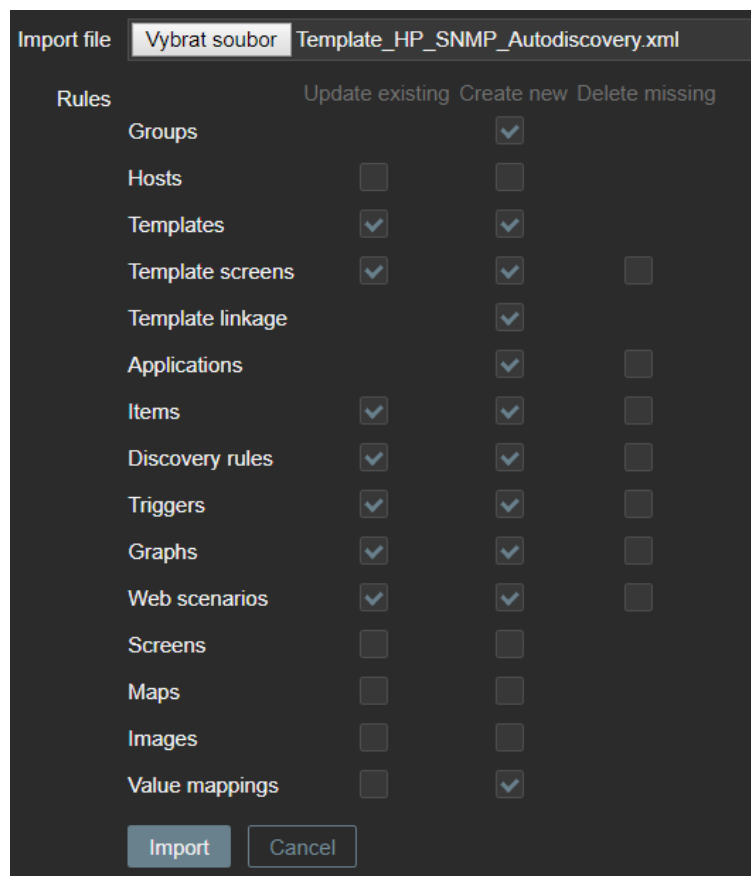 Import file Vybrat soubor Template_HP_SNMP_Autodiscovery.xml
Rules Update existing Create new Delete missing
Groups
Hosts
Templates
Template screens
Template linkage
Applications
Items
Discovery rules
Triggers
Graphs
Web scenarios
Screens
Maps
Images
Value mappings
Import Cancel